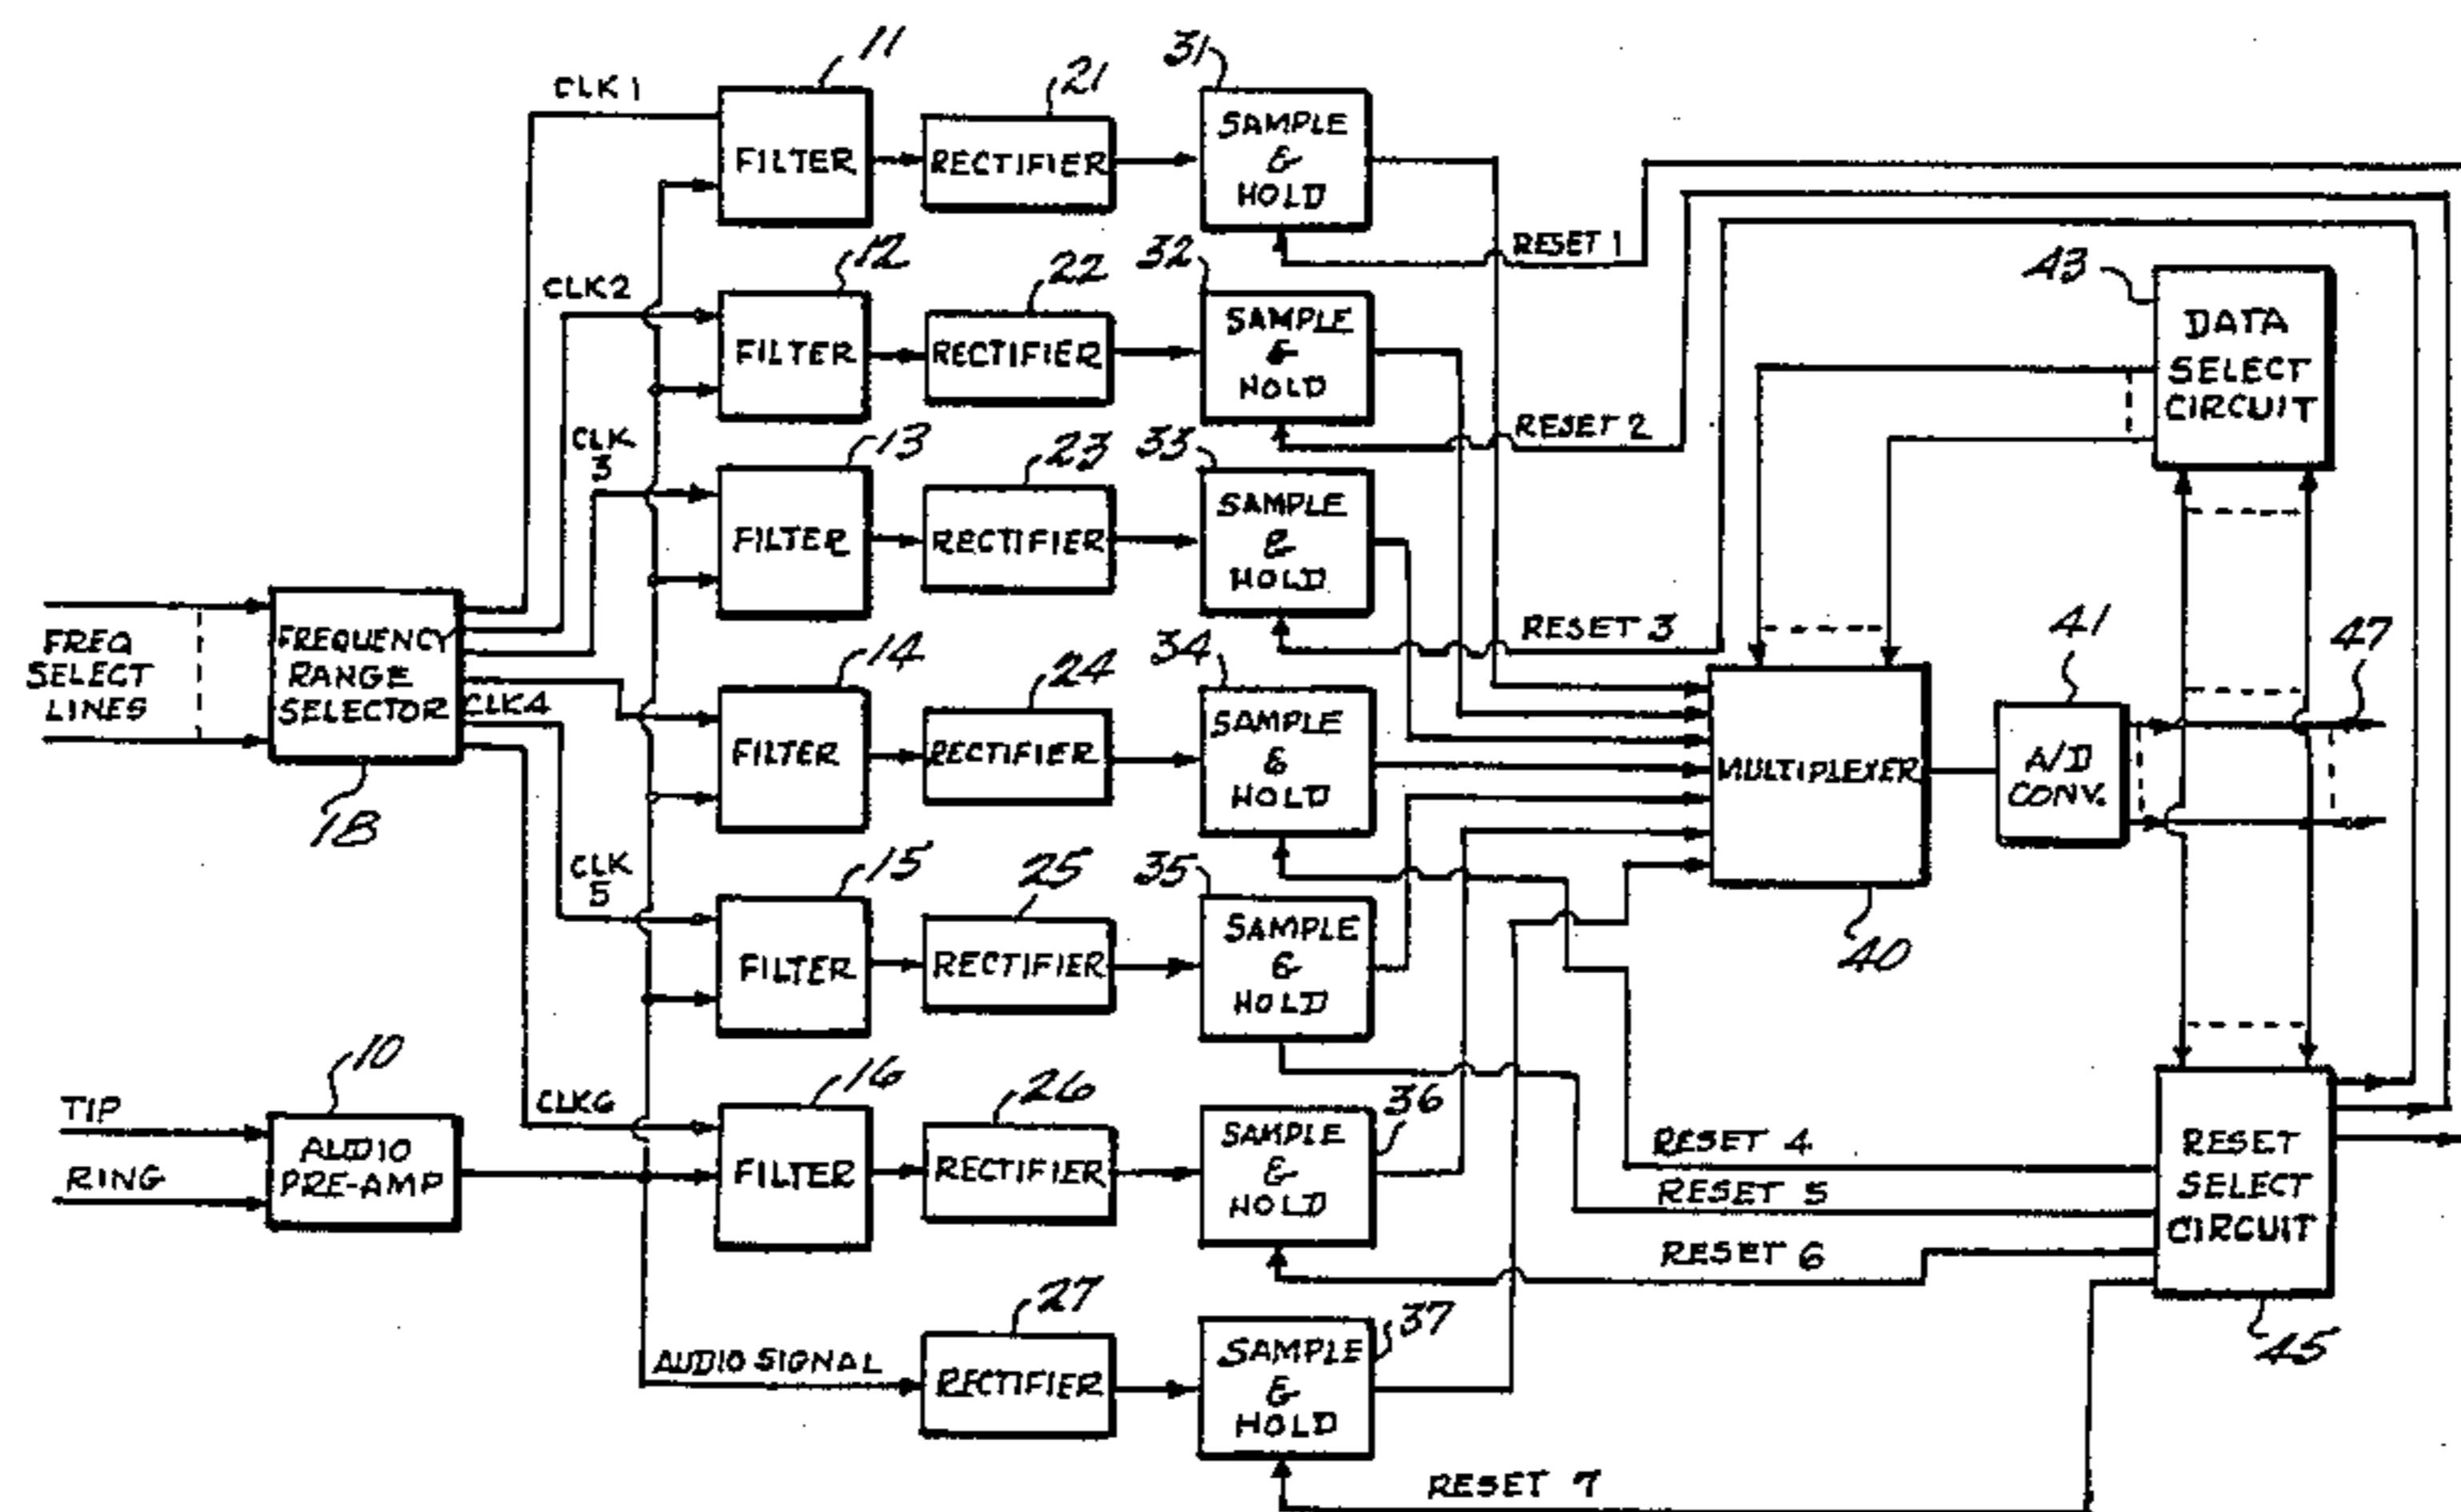 11
CLK 1
FILTER
21
RECTIFIER
31
SAMPLE
&
HOLD
RESET 1
12
CLK2
FILTER
22
RECTIFIER
32
SAMPLE
&
HOLD
RESET 2
43
DATA
SELECT
CIRCUIT
CLK
3
13
FILTER
23
RECTIFIER
33
SAMPLE
&
HOLD
RESET 3
FREQ
SELECT
LINES
FREQUENCY
RANGE
SELECTOR
18
CLK4
14
FILTER
24
RECTIFIER
34
SAMPLE
&
HOLD
MULTIPLEXER
40
41
A/D
CONV.
47
CLK
5
15
FILTER
25
RECTIFIER
35
SAMPLE
&
HOLD
TIP
RING
10
AUDIO
PRE-AMP
CLK6
16
FILTER
26
RECTIFIER
36
SAMPLE
&
HOLD
RESET 4
RESET 5
RESET 6
RESET
SELECT
CIRCUIT
45
AUDIO SIGNAL
27
RECTIFIER
37
SAMPLE
&
HOLD
RESET 7